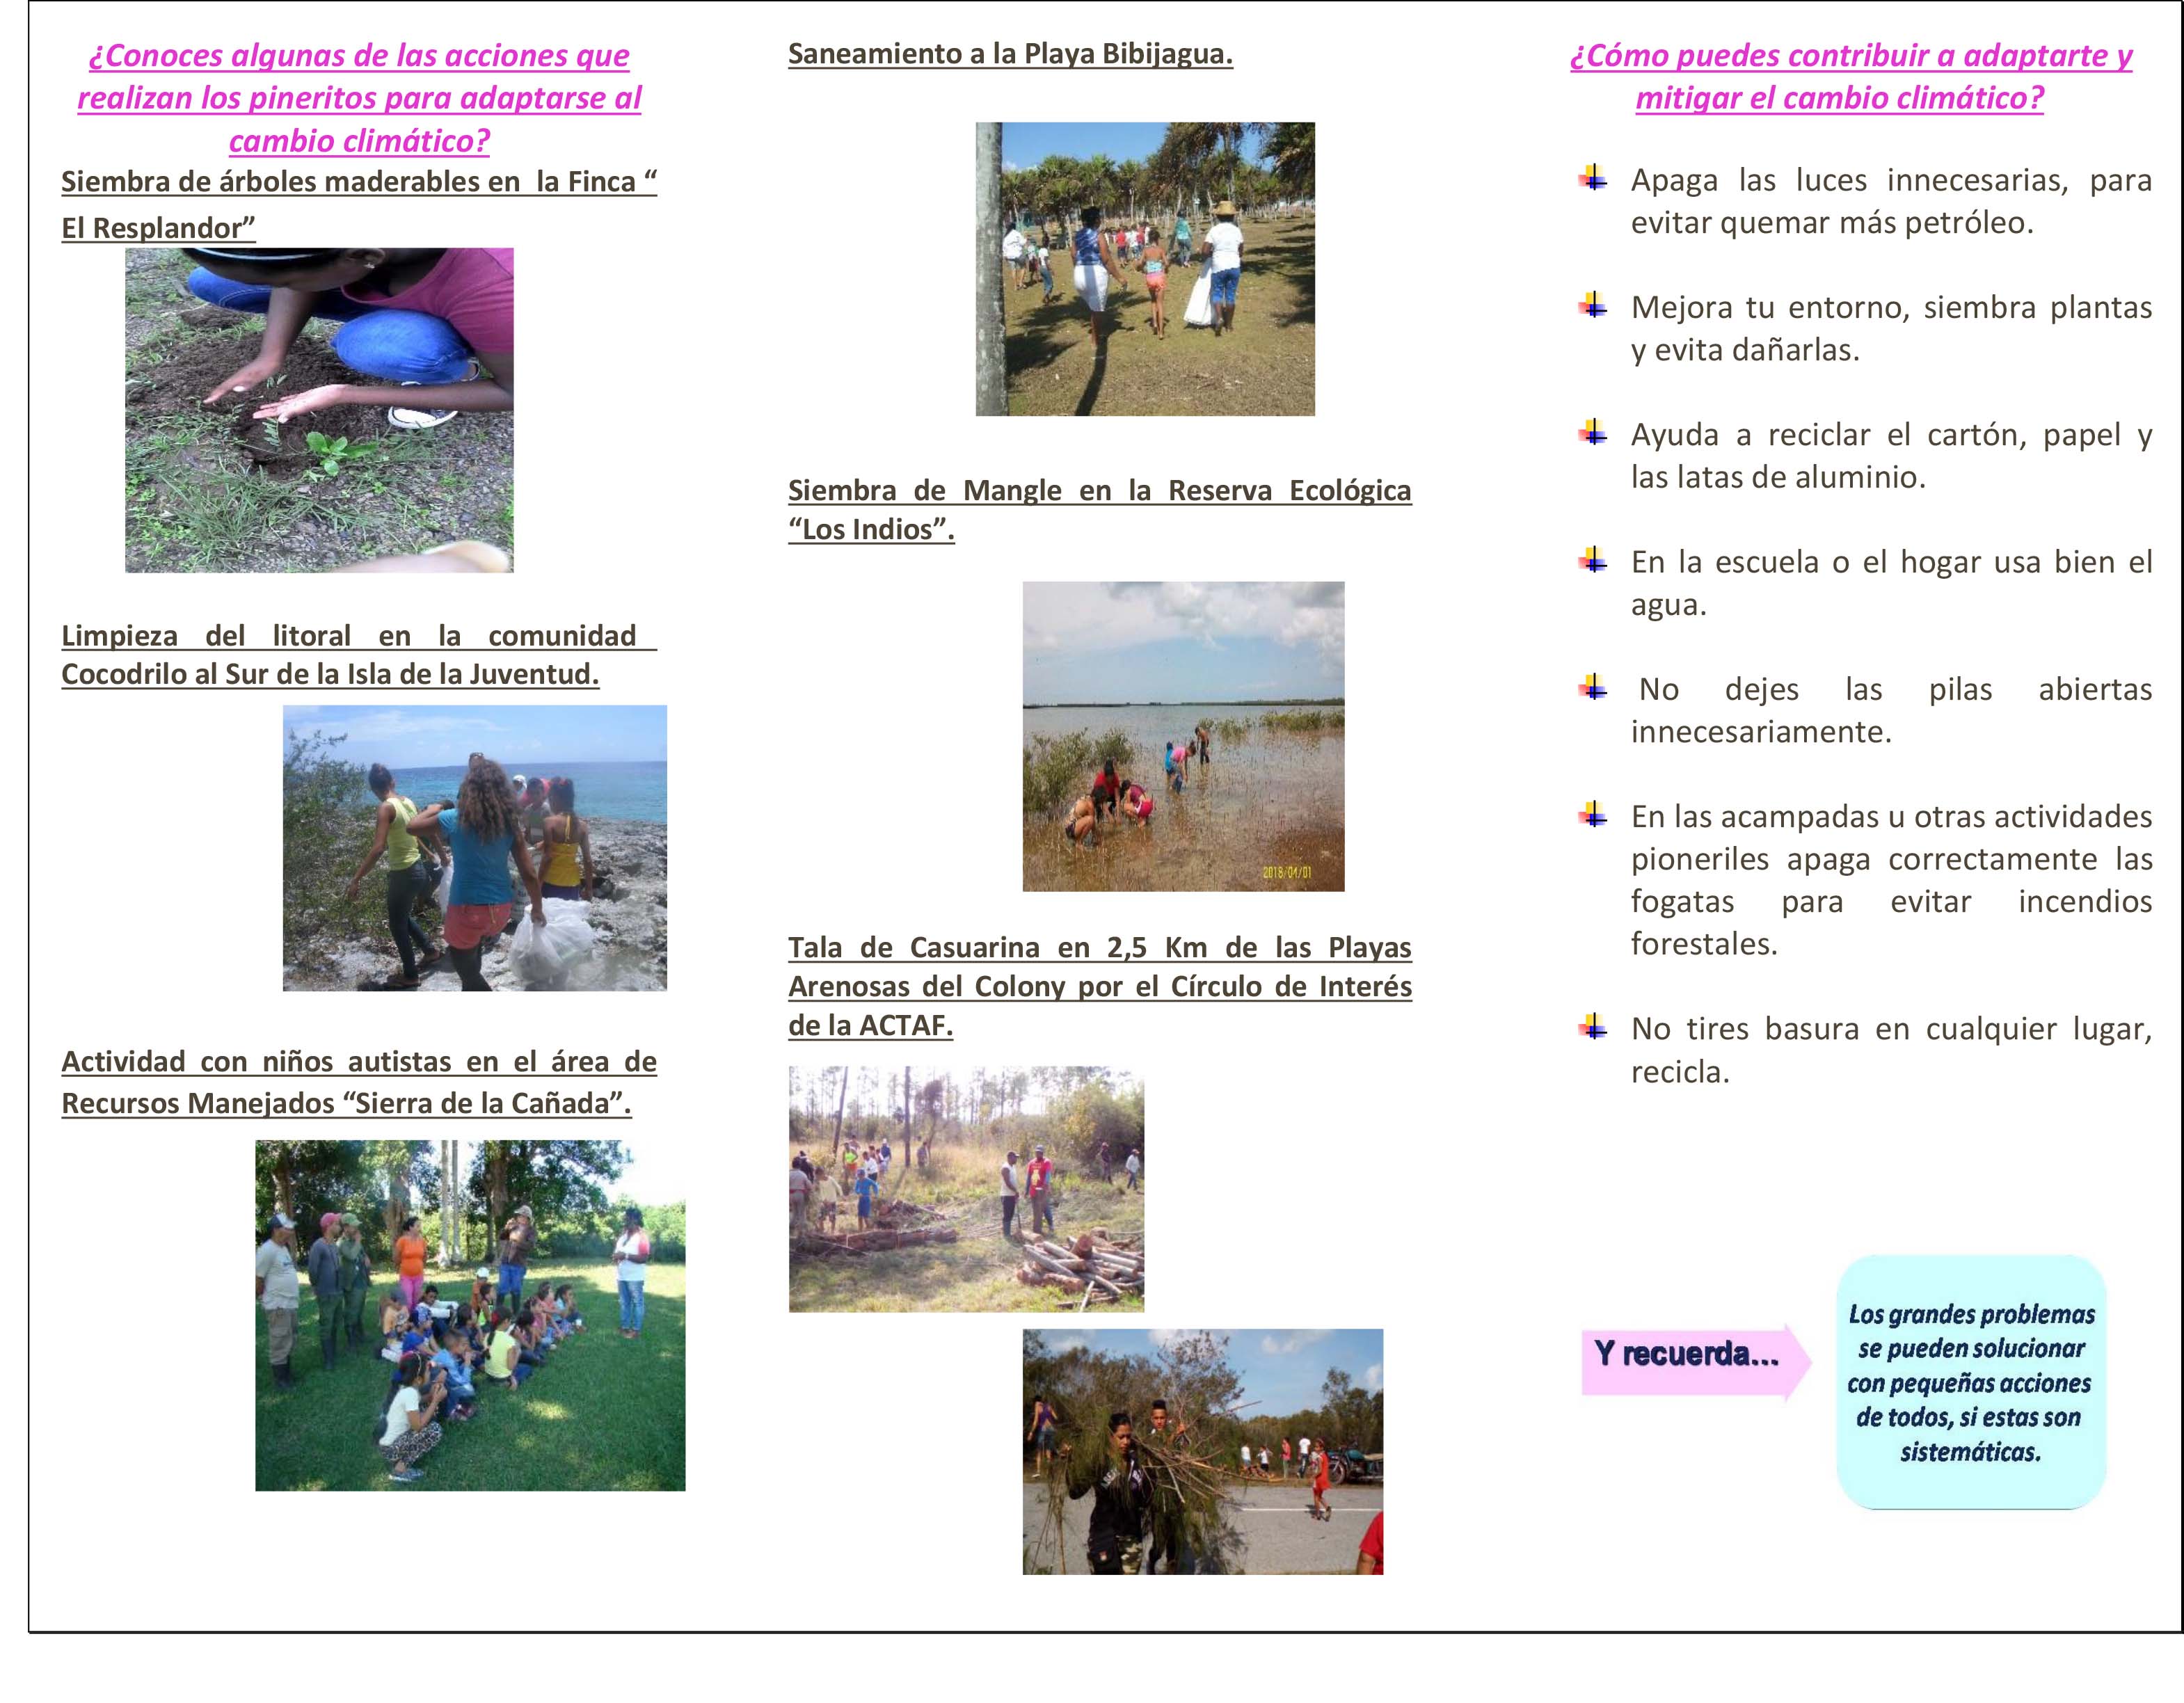 ¿Conoces algunas de las acciones que
realizan los pineritos para adaptarse al
cambio climático?
Siembra de árboles maderables en  la Finca “
El Resplandor”
Limpieza del litoral en la comunidad
Cocodrilo al Sur de la Isla de la Juventud.
Actividad con niños autistas en el área de
Recursos Manejados “Sierra de la Cañada”.
Saneamiento a la Playa Bibijagua.
Siembra de Mangle en la Reserva Ecológica
“Los Indios”.
2018/04/01
Tala de Casuarina en 2,5 Km de las Playas
Arenosas del Colony por el Círculo de Interés
de la ACTAF.
¿Cómo puedes contribuir a adaptarte y
mitigar el cambio climático?
Apaga las luces innecesarias, para
evitar quemar más petróleo.
Mejora tu entorno, siembra plantas
y evita dañarlas.
Ayuda a reciclar el cartón, papel y
las latas de aluminio.
En la escuela o el hogar usa bien el
agua.
No dejes las pilas abiertas
innecesariamente.
En las acampadas u otras actividades
pioneriles apaga correctamente las
fogatas para evitar incendios
forestales.
No tires basura en cualquier lugar,
recicla.
Y recuerda...
Los grandes problemas
se pueden solucionar
con pequeñas acciones
de todos, si estas son
sistemáticas.